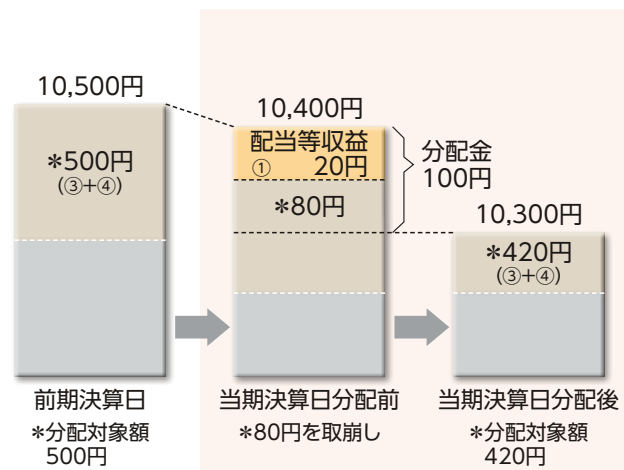 10,500円
*500円
(③+④)
前期決算日
*分配対象額
500円
10,400円
配当等収益
① 20円
*80円
分配金
100円
当期決算日分配前
*80円を取崩し
10,300円
*420円
(③+④)
当期決算日分配後
*分配対象額
420円